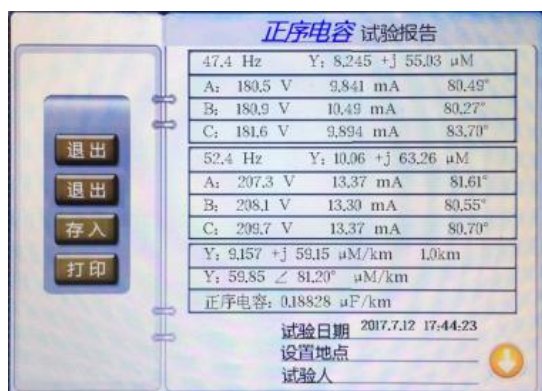 正序电容 试验报告
47.4 Hz Y: 8.245 +j 55.03 μM
A: 180.5 V 9.841 mA 80.49°
B: 180.9 V 10.49 mA 80.27°
C: 181.6 V 9.894 mA 83.70°
52.4 Hz Y: 10.06 +j 63.26 μM
A: 207.3 V 13.37 mA 81.61°
B: 208.1 V 13.30 mA 80.55°
C: 209.7 V 13.37 mA 80.70°
Y: 9.157 +j 59.15 μM/km 1.0km
Y: 59.85 ∠ 81.20° μM/km
正序电容: 0.18828 μF/km
试验日期 2017.7.12 17:44:23
设置地点
试验人
退出
退出
存入
打印